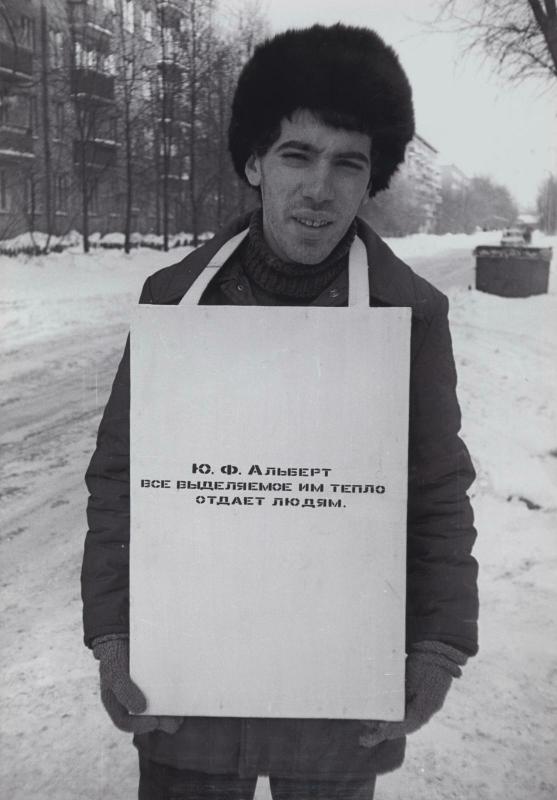 Ю. Ф. Альберт
все выделяемое им тепло
отдает людям.